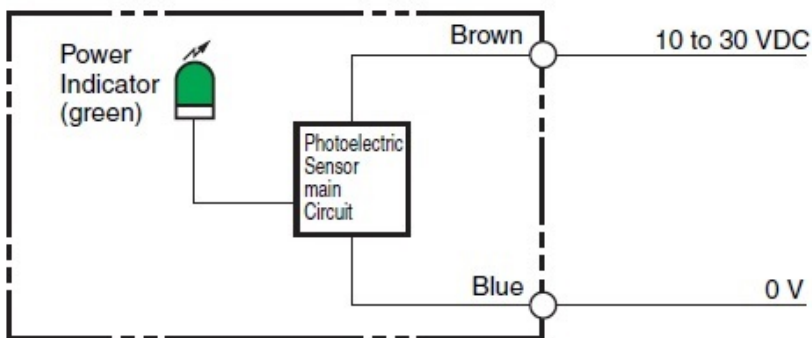 Power
Indicator
(green)
Brown
10 to 30 VDC
Photoelectric
Sensor
main
Circuit
Blue
0 V